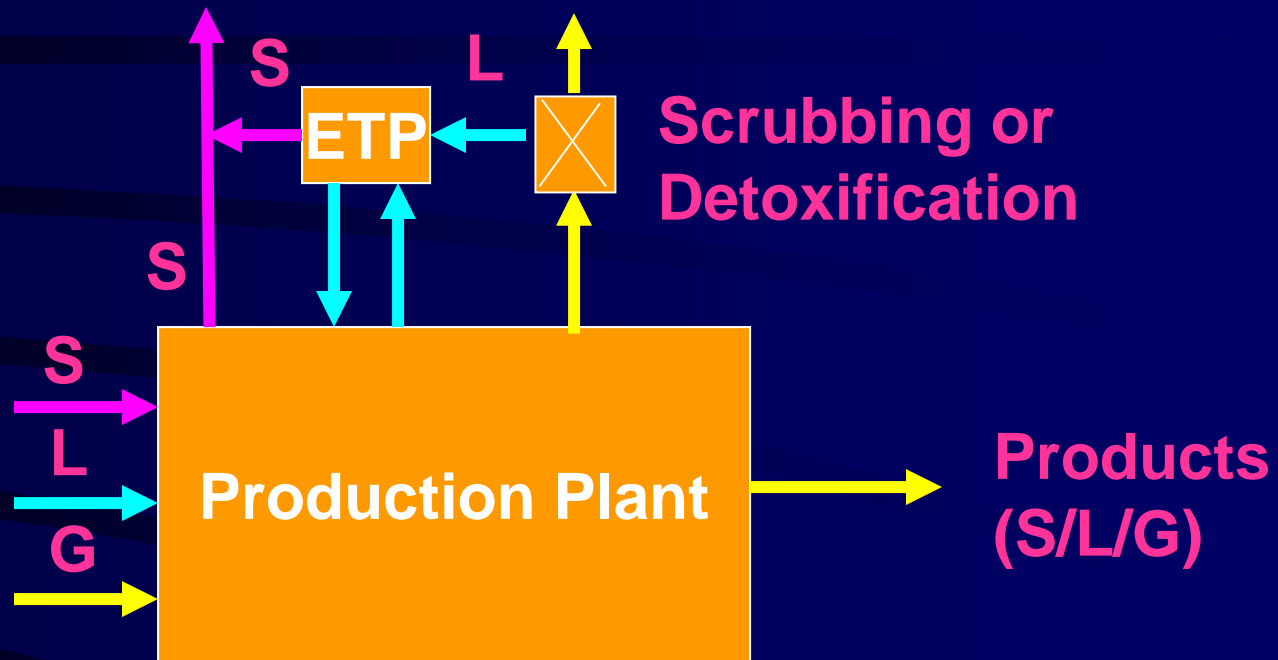 S
L
ETP
Scrubbing or
Detoxification
S
S
L
G
Production Plant
Products
(S/L/G)